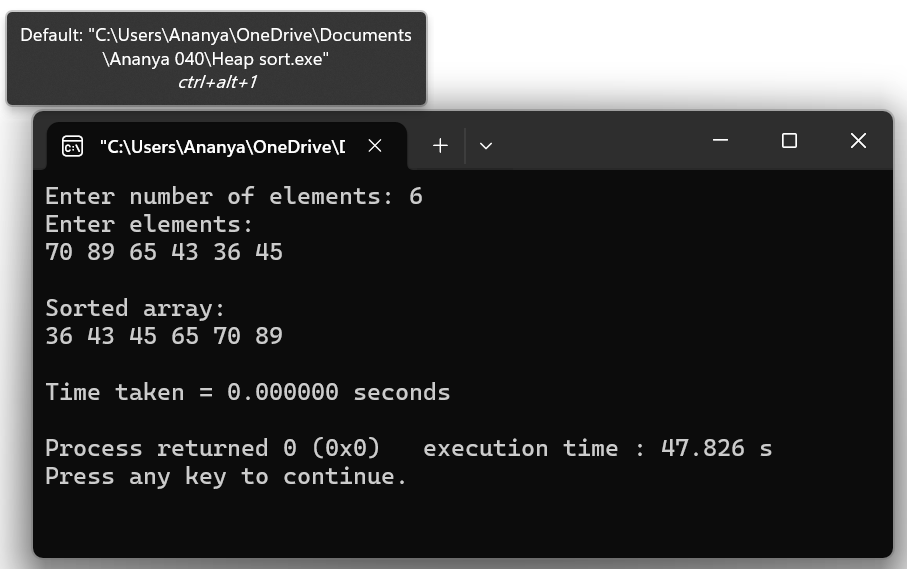 Default: "C:\Users\Ananya\OneDrive\Documents
\Ananya 040\Heap sort.exe"
ctrl+alt+1
"C:\Users\Ananya\OneDrive\D
Enter number of elements: 6
Enter elements:
70 89 65 43 36 45
Sorted array:
36 43 45 65 70 89
Time taken = 0.000000 seconds
Process returned 0 (0x0)   execution time : 47.826 s
Press any key to continue.